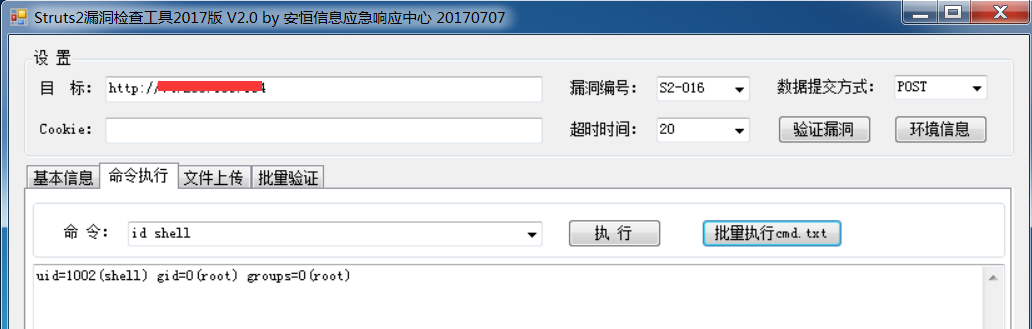 Struts2漏洞检查工具2017版 V2.0 by 安恒信息应急响应中心 20170707
设 置
目 标: http:// 漏洞编号: S2-016 数据提交方式: POST
Cookie: 超时时间: 20 验证漏洞 环境信息
基本信息 命令执行 文件上传 批量验证
命 令: id shell 执 行 批量执行cmd.txt
uid=1002(shell) gid=0(root) groups=0(root)